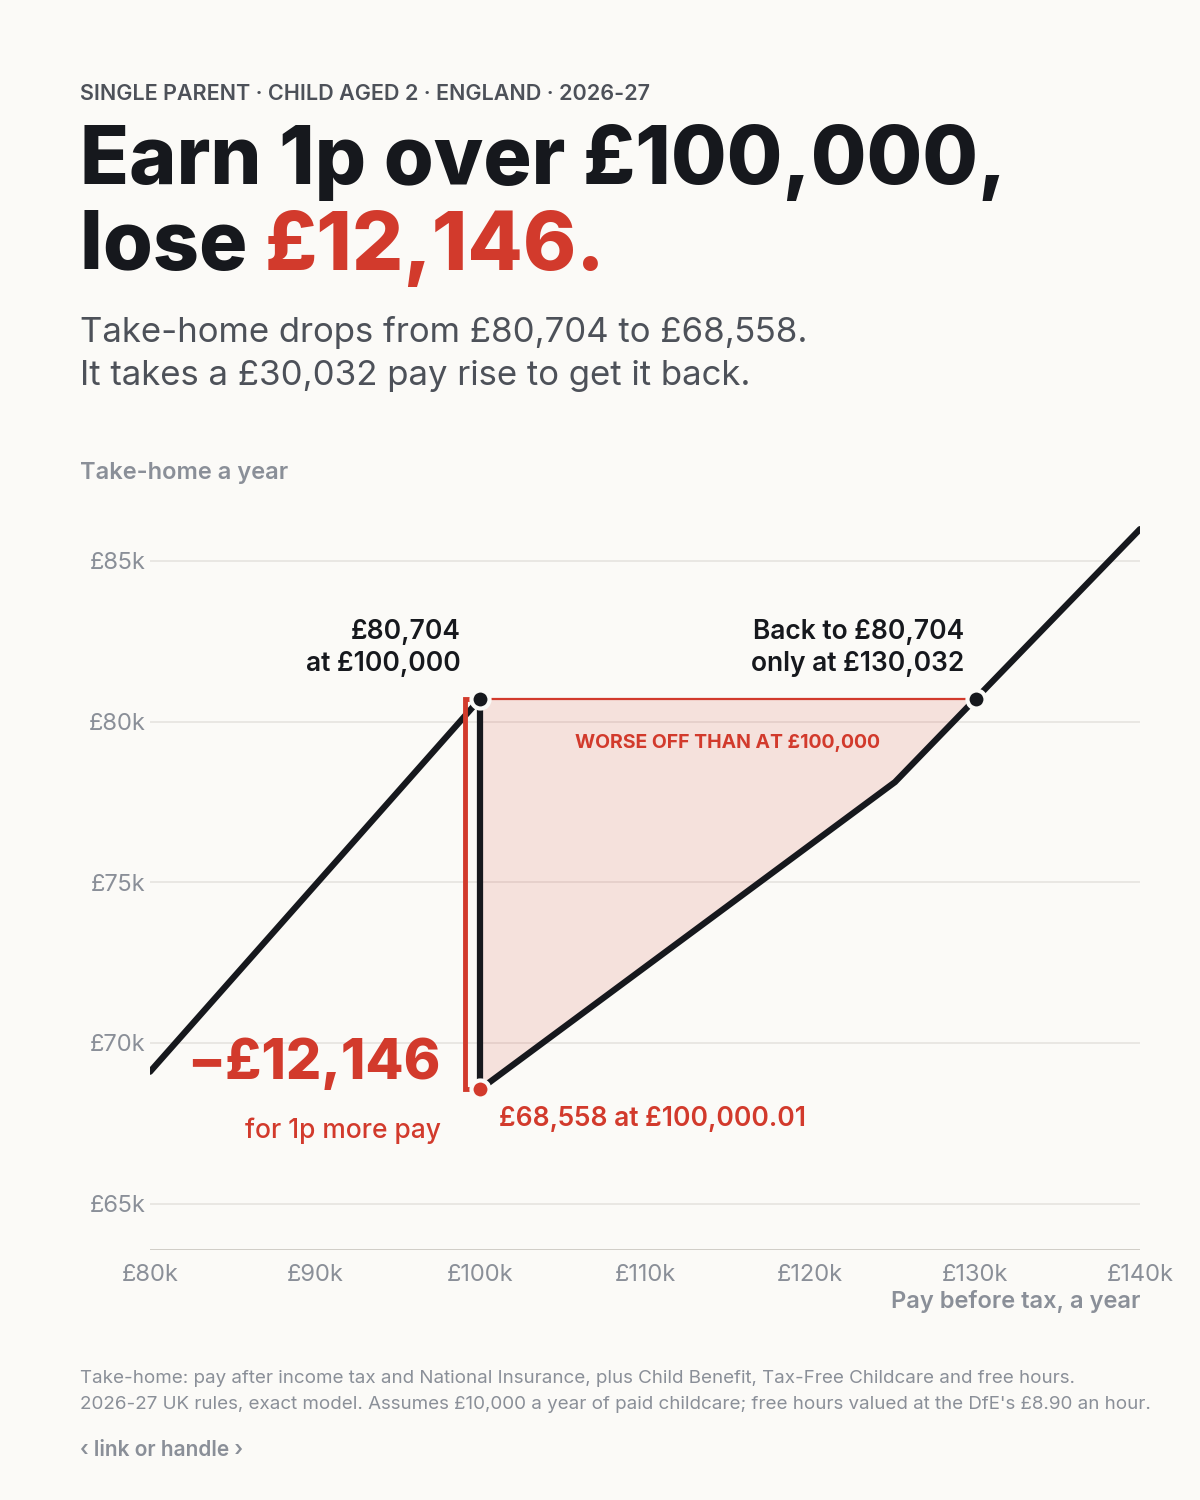 SINGLE PARENT · CHILD AGED 2 · ENGLAND · 2026-27
Earn 1p over £100,000,
lose £12,146.
Take-home drops from £80,704 to £68,558.
It takes a £30,032 pay rise to get it back.
Take-home a year
£85k
£80,704
at £100,000
Back to £80,704
only at £130,032
£80k
WORSE OFF THAN AT £100,000
£75k
£70k
–£12,146
for 1p more pay
£68,558 at £100,000.01
£65k
£80k £90k £100k £110k £120k £130k £140k
Pay before tax, a year
Take-home: pay after income tax and National Insurance, plus Child Benefit, Tax-Free Childcare and free hours.
2026-27 UK rules, exact model. Assumes £10,000 a year of paid childcare; free hours valued at the DfE's £8.90 an hour.
‹ link or handle ›